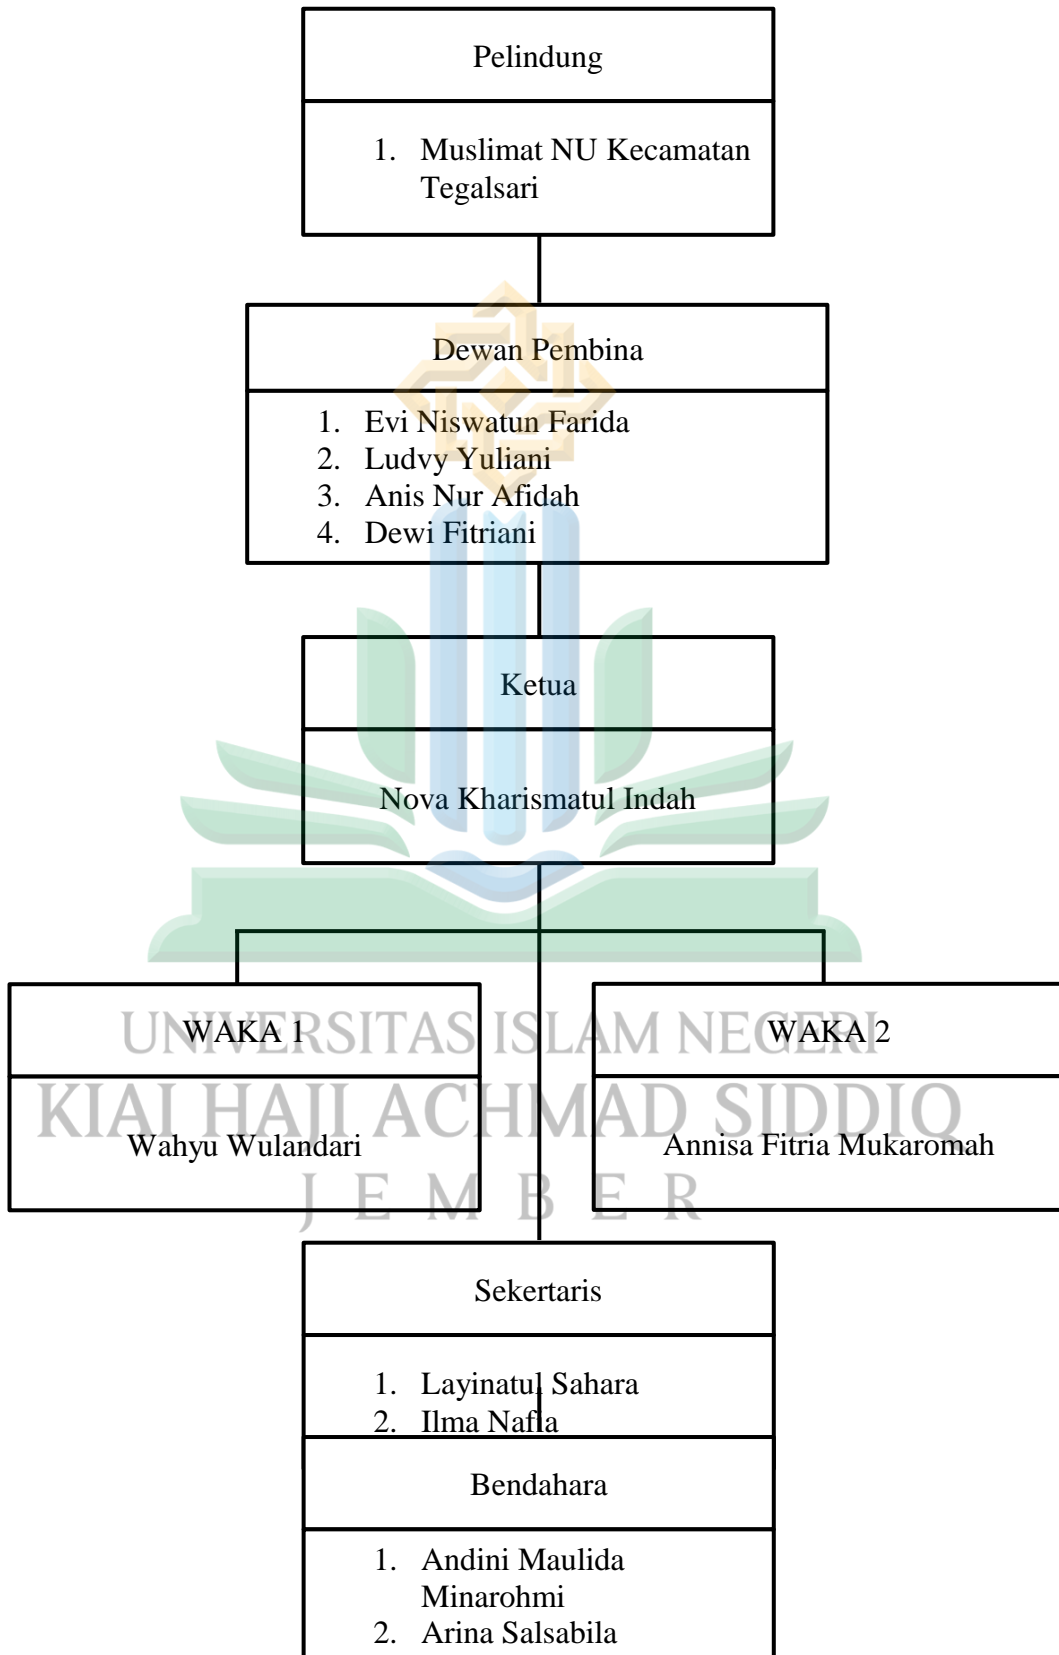 Pelindung
1. Muslimat NU Kecamatan
Tegalsari
Dewan Pembina
1. Evi Niswatun Farida
2. Ludvy Yuliani
3. Anis Nur Afidah
4. Dewi Fitriani
Ketua
Nova Kharismatul Indah
WAKA 1
Wahyu Wulandari
WAKA 2
Annisa Fitria Mukaromah
UNIVERSITAS ISLAM NEGERI
KIAI HAJI ACHMAD SIDDIQ
JEMBER
Sekertaris
1. Layinatul Sahara
2. Ilma Nafia
Bendahara
1. Andini Maulida
Minarohmi
2. Arina Salsabila